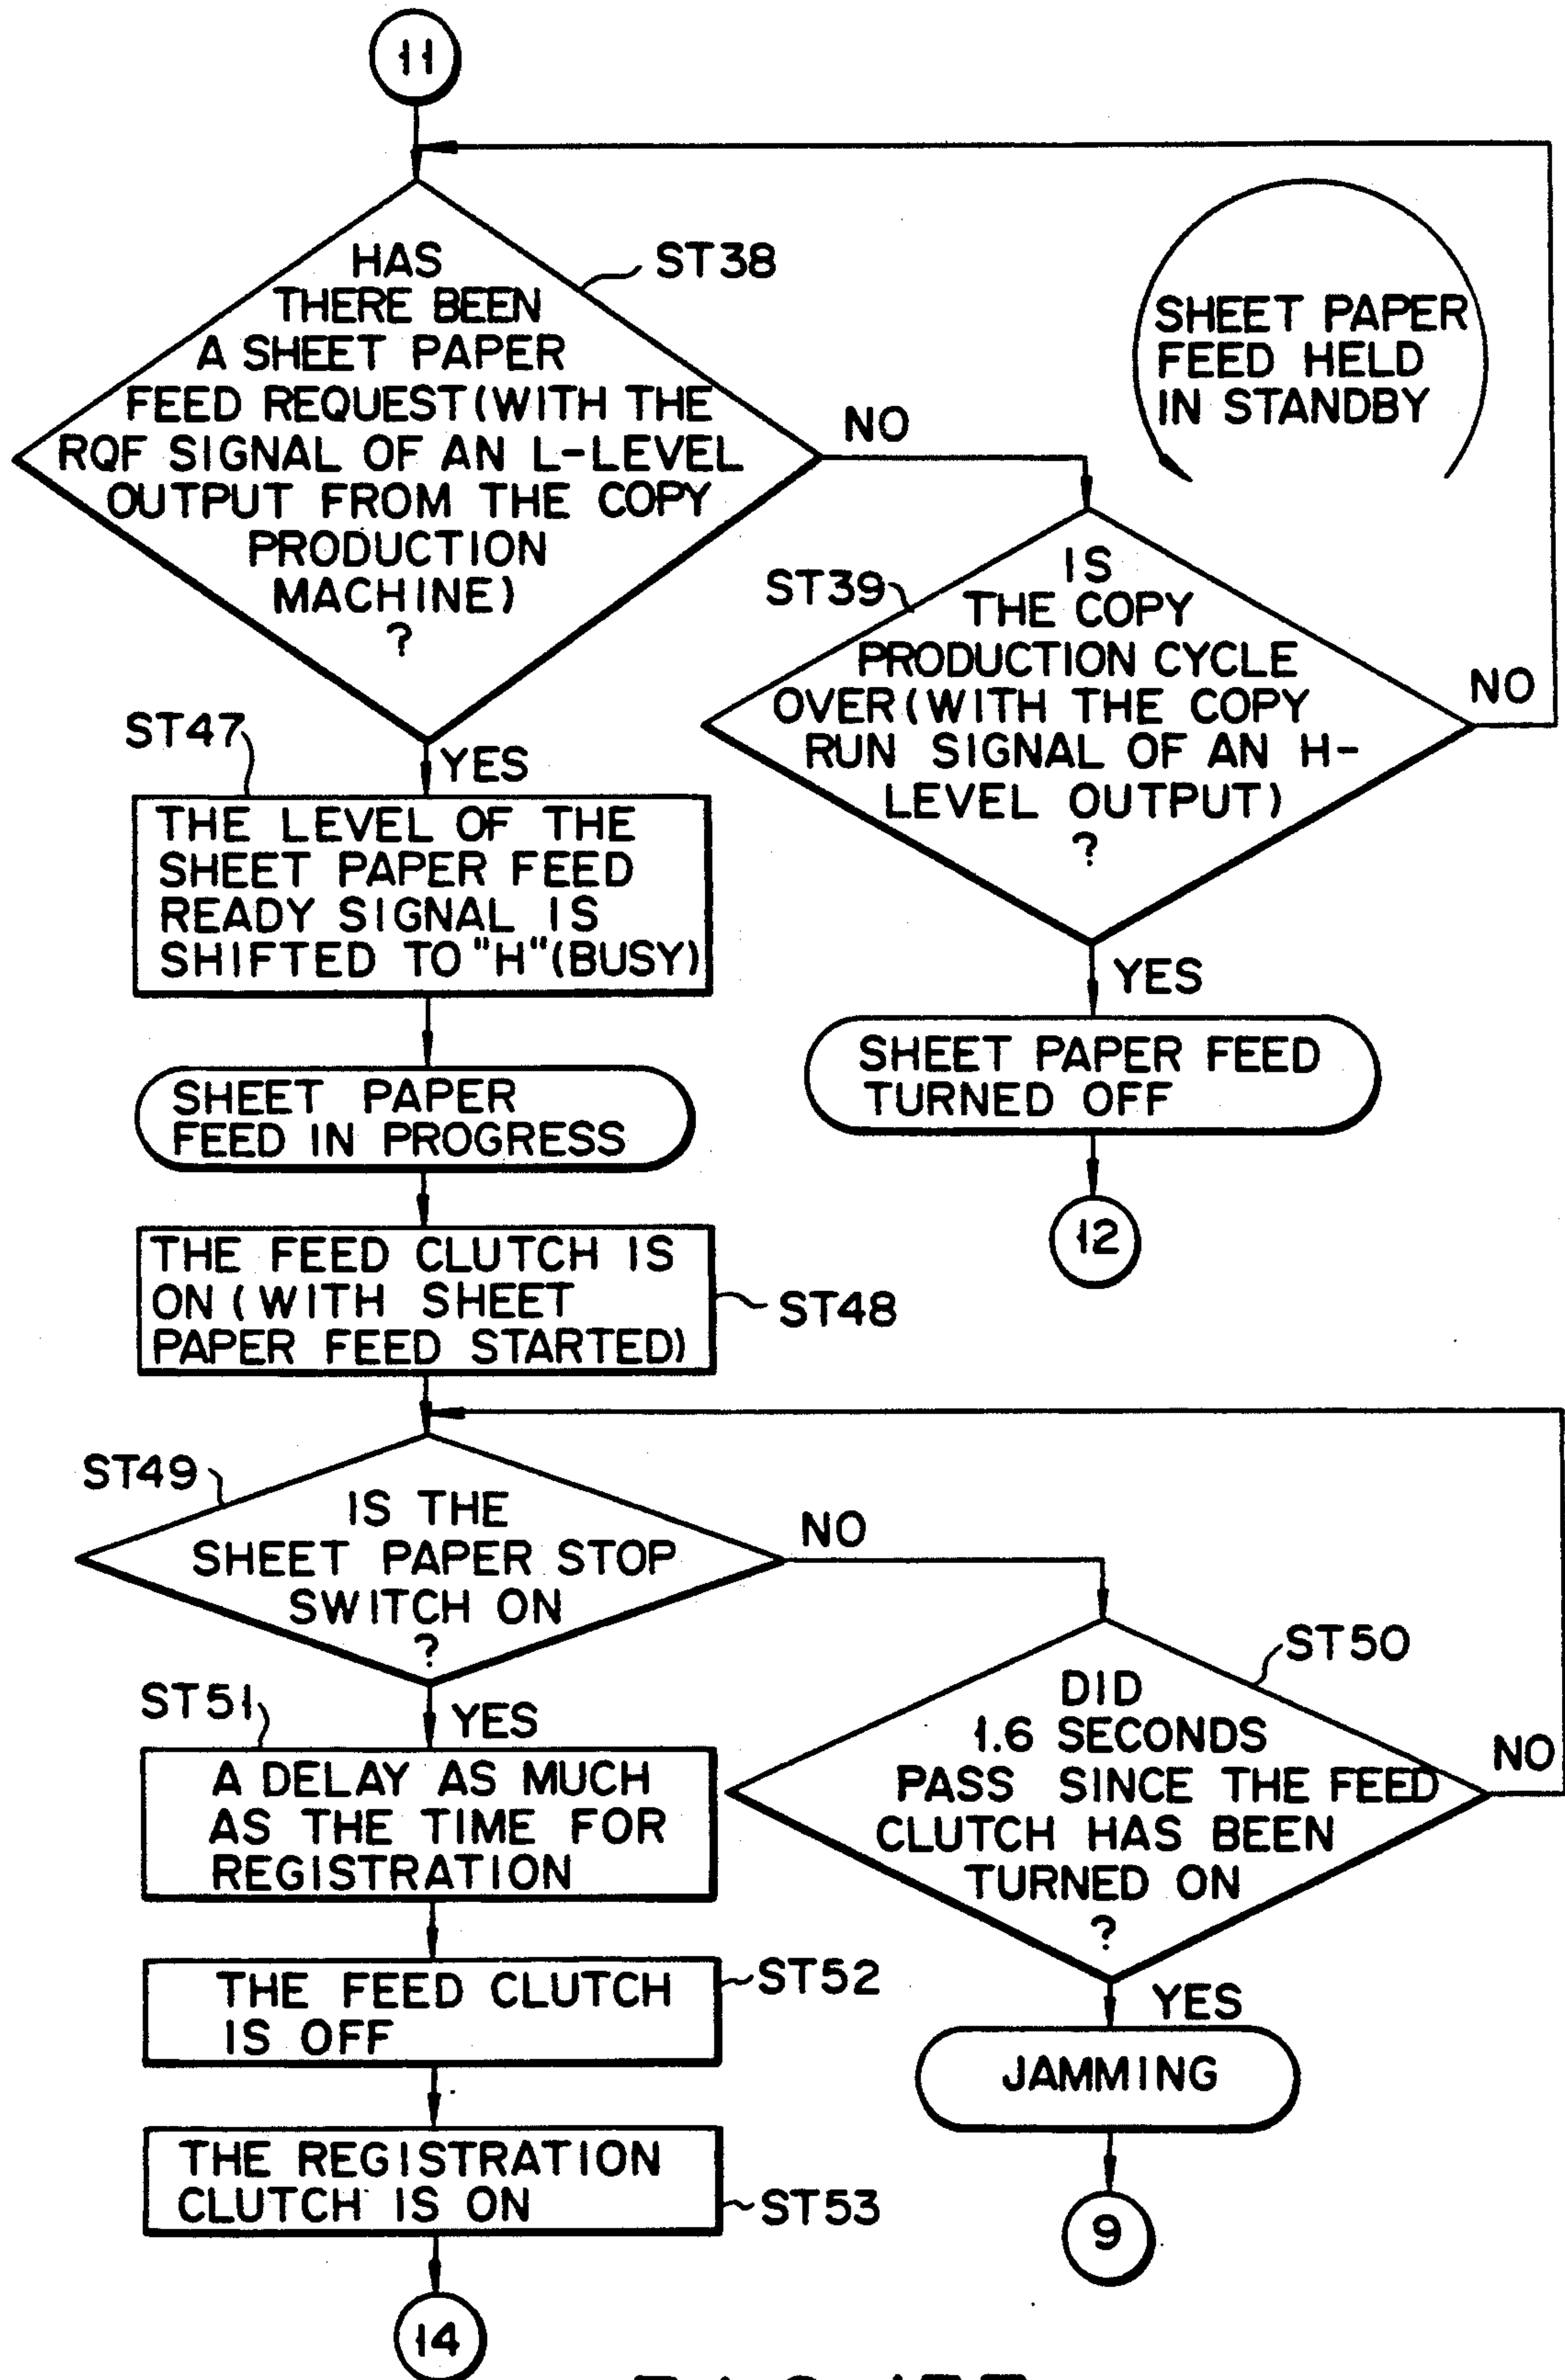 11
HAS
THERE BEEN
A SHEET PAPER
FEED REQUEST(WITH THE
RQF SIGNAL OF AN L-LEVEL
OUTPUT FROM THE COPY
PRODUCTION
MACHINE)
?
ST38
NO
SHEET PAPER
FEED HELD
IN STANDBY
ST39
IS
THE COPY
PRODUCTION CYCLE
OVER(WITH THE COPY
RUN SIGNAL OF AN H-
LEVEL OUTPUT)
?
NO
YES
SHEET PAPER FEED
TURNED OFF
12
ST47
YES
THE LEVEL OF THE
SHEET PAPER FEED
READY SIGNAL IS
SHIFTED TO "H"(BUSY)
SHEET PAPER
FEED IN PROGRESS
THE FEED CLUTCH IS
ON (WITH SHEET
PAPER FEED STARTED)
ST48
ST49
IS THE
SHEET PAPER STOP
SWITCH ON
?
NO
ST50
DID
1.6 SECONDS
PASS SINCE THE FEED
CLUTCH HAS BEEN
TURNED ON
?
NO
YES
JAMMING
9
ST51
YES
A DELAY AS MUCH
AS THE TIME FOR
REGISTRATION
THE FEED CLUTCH
IS OFF
ST52
THE REGISTRATION
CLUTCH IS ON
ST53
14